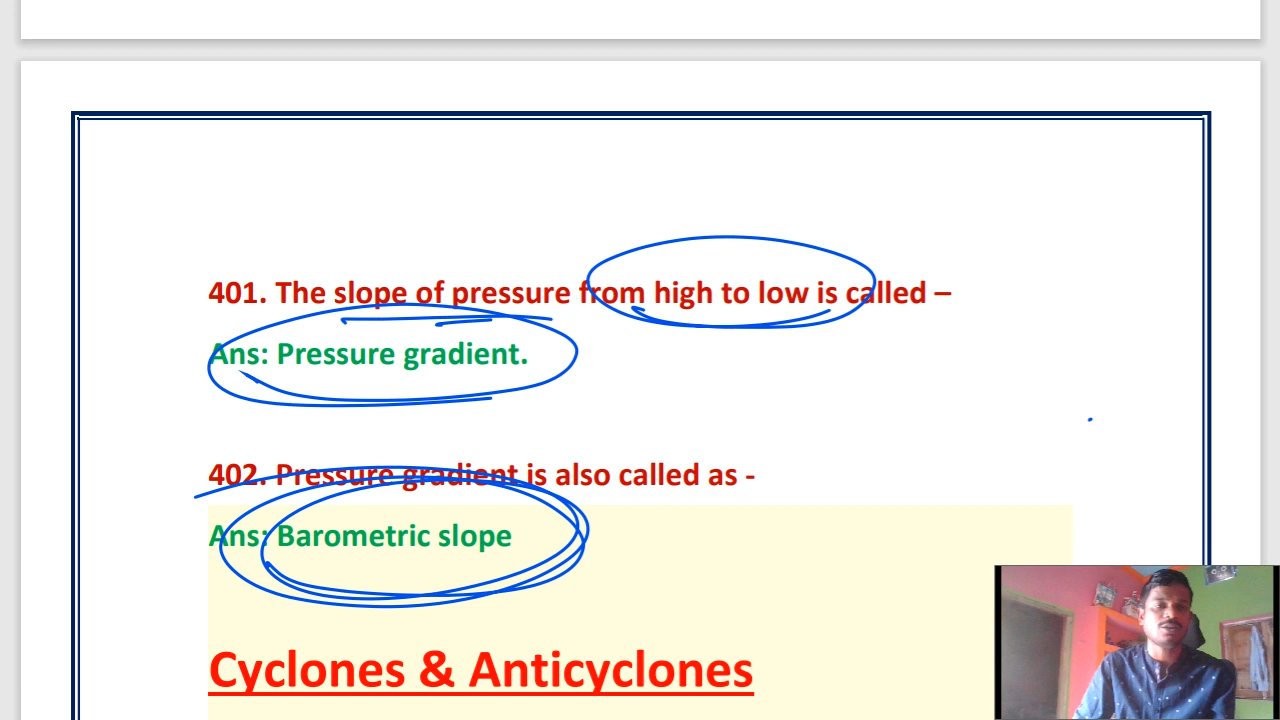 401. The slope of pressure from high to low is called –
Ans: Pressure gradient.
402. Pressure gradient is also called as -
Ans: Barometric slope
Cyclones & Anticyclones